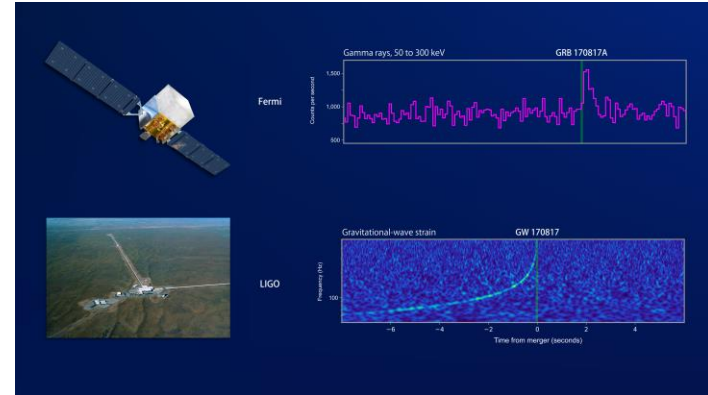 Gamma rays, 50 to 300 keV
GRB 170817A
Fermi
Counts per second
1,500
1,000
500
Gravitational-wave strain
GW 170817
LIGO
Frequency (Hz)
100
−6
−4
−2
0
2
4
Time from merger (seconds)